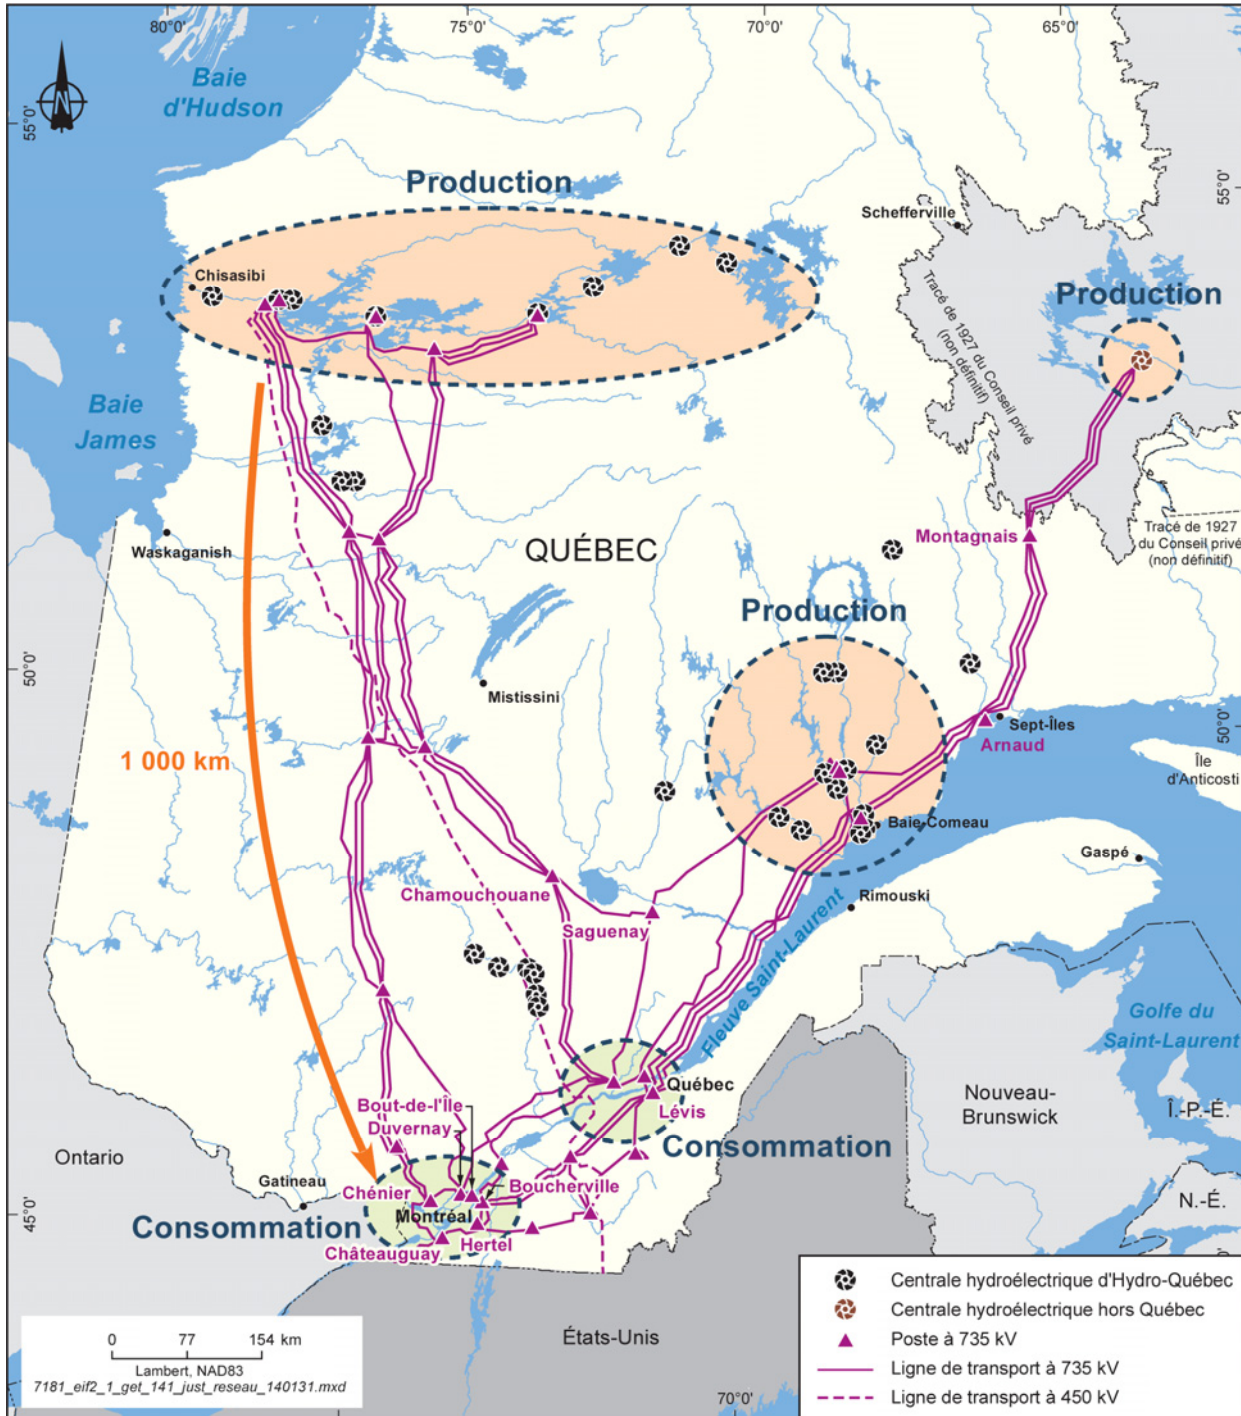 80°0'
75°0'
70°0'
65°0'
Baie
d'Hudson
N
55°0'
55°0'
Production
Schefferville
Chisasibi
Tracé de 1927 du Conseil privé
(non définitif)
Production
Baie
James
Waskaganish
QUÉBEC
Montagnais
Tracé de 1927
du Conseil privé
(non définitif)
Production
50°0'
Mistissini
Sept-Îles
50°0'
Arnaud
1 000 km
Île
d'Anticosti
Baie-Comeau
Gaspé
Chamouchouane
Rimouski
Saguenay
Fleuve Saint-Laurent
Golfe du
Saint-Laurent
Québec
Nouveau-
Brunswick
Î.-P.-É.
Bout-de-l'Île
Lévis
Duvernay
Consommation
Ontario
Gatineau
Chénier
Boucherville
N.-É.
45°0'
Montréal
Consommation
Hertel
Châteauguay
États-Unis
0 77 154 km
Lambert, NAD83
7181_eif2_1_get_141_just_reseau_140131.mxd
70°0'
Centrale hydroélectrique d'Hydro-Québec
Centrale hydroélectrique hors Québec
Poste à 735 kV
Ligne de transport à 735 kV
Ligne de transport à 450 kV